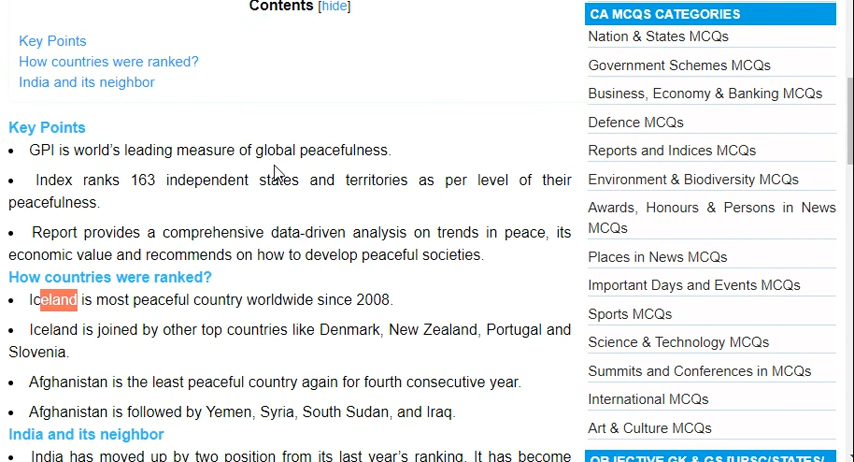 Contents [hide]
Key Points
How countries were ranked?
India and its neighbor
Key Points
• GPI is world's leading measure of global peacefulness.
• Index ranks 163 independent states and territories as per level of their
peacefulness.
• Report provides a comprehensive data-driven analysis on trends in peace, its
economic value and recommends on how to develop peaceful societies.
How countries were ranked?
• Iceland is most peaceful country worldwide since 2008.
• Iceland is joined by other top countries like Denmark, New Zealand, Portugal and
Slovenia.
• Afghanistan is the least peaceful country again for fourth consecutive year.
• Afghanistan is followed by Yemen, Syria, South Sudan, and Iraq.
India and its neighbor
• India has moved up by two position from its last year's ranking. It has become
CA MCQS CATEGORIES
Nation & States MCQs
Government Schemes MCQs
Business, Economy & Banking MCQs
Defence MCQs
Reports and Indices MCQs
Environment & Biodiversity MCQs
Awards, Honours & Persons in News
MCQs
Places in News MCQs
Important Days and Events MCQs
Sports MCQs
Science & Technology MCQs
Summits and Conferences in MCQs
International MCQs
Art & Culture MCQs
OBJECTIVE GK & GS [UPSC/STATES/